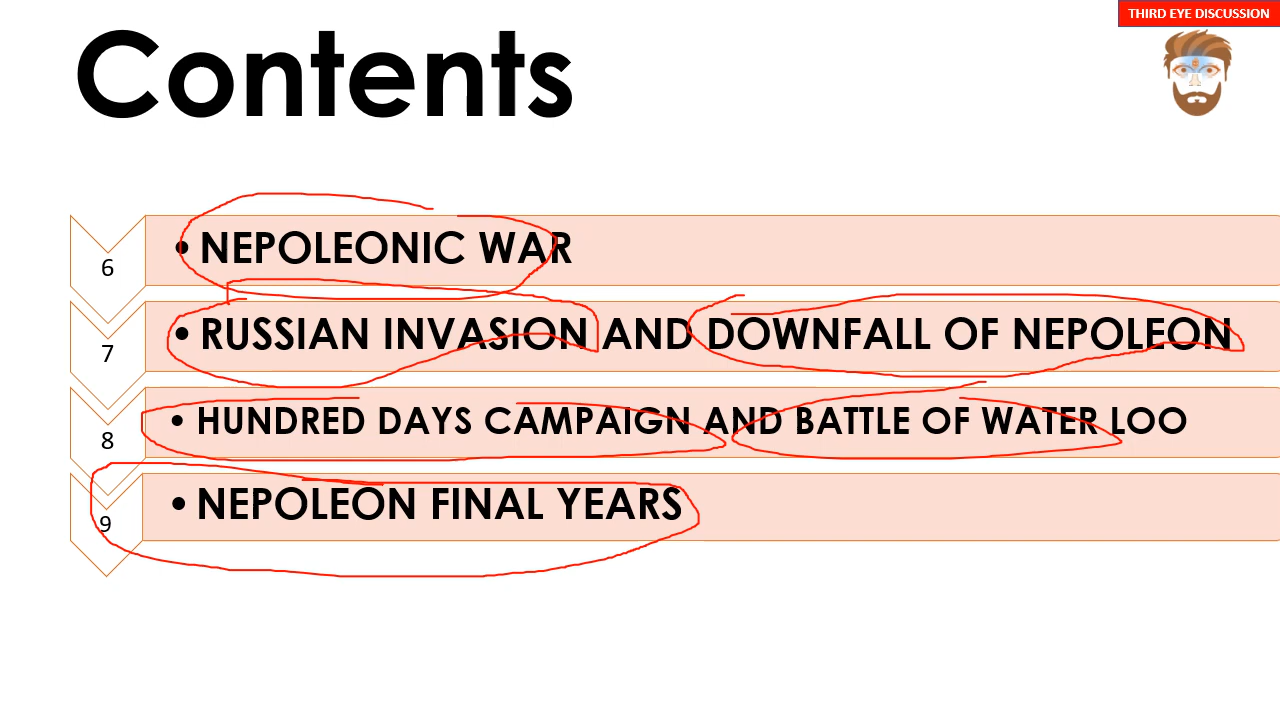 THIRD EYE DISCUSSION
Contents
6
• NEPOLEONIC WAR
7
• RUSSIAN INVASION AND DOWNFALL OF NEPOLEON
8
• HUNDRED DAYS CAMPAIGN AND BATTLE OF WATER LOO
9
• NEPOLEON FINAL YEARS